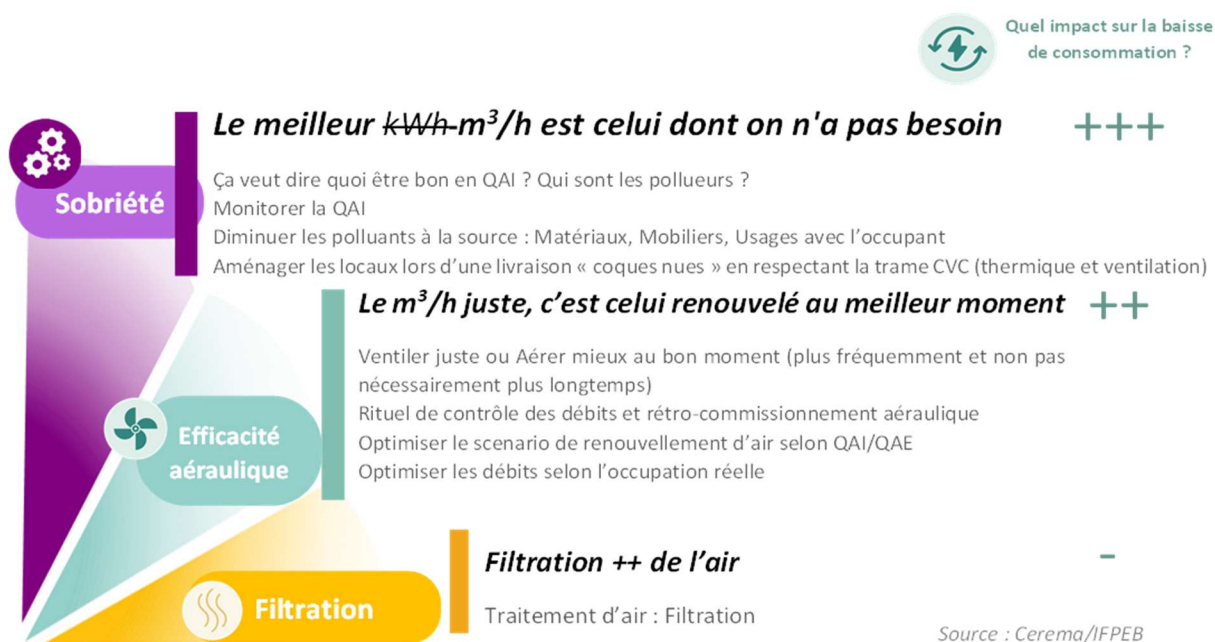 Quel impact sur la baisse
de consommation ?
Le meilleur kWh-m³/h est celui dont on n'a pas besoin +++
Sobriété
Ça veut dire quoi être bon en QAI ? Qui sont les pollueurs ?
Monitorer la QAI
Diminuer les polluants à la source : Matériaux, Mobiliers, Usages avec l'occupant
Aménager les locaux lors d'une livraison « coques nues » en respectant la trame CVC (thermique et ventilation)
Le m³/h juste, c'est celui renouvelé au meilleur moment ++
Efficacité
aéraulique
Ventiler juste ou Aérer mieux au bon moment (plus fréquemment et non pas
nécessairement plus longtemps)
Rituel de contrôle des débits et rétro-commissionnement aéraulique
Optimiser le scenario de renouvellement d'air selon QAI/QAE
Optimiser les débits selon l'occupation réelle
Filtration ++ de l'air -
Filtration
Traitement d'air : Filtration
Source : Cerema/IFPEB